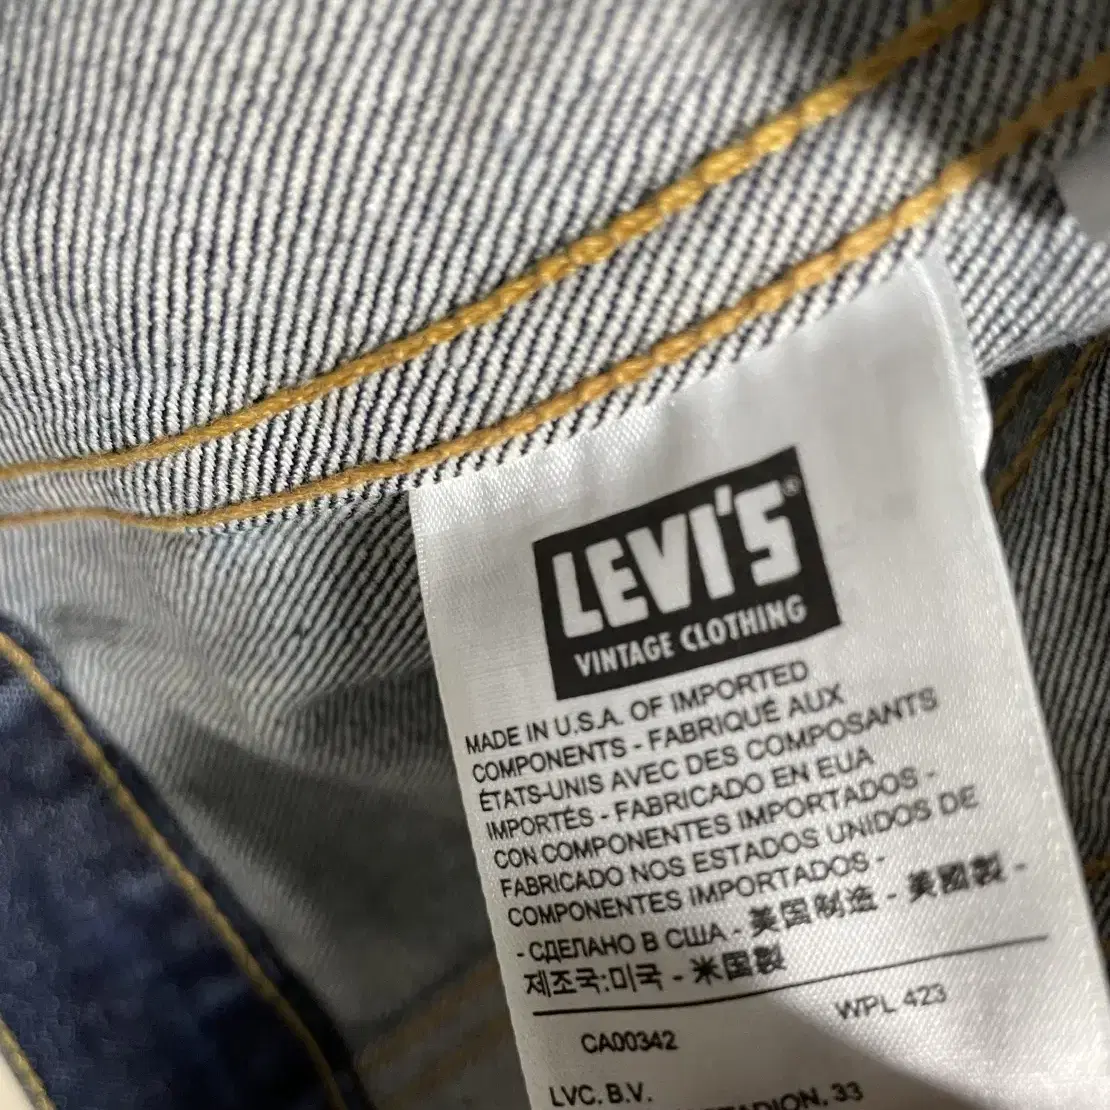 LEVI'S®
VINTAGE CLOTHING
MADE IN U.S.A. OF IMPORTED
COMPONENTS - FABRIQUÉ AUX
ÉTATS-UNIS AVEC DES COMPOSANTS
IMPORTÉS - FABRICADO EN EUA
CON COMPONENTES IMPORTADOS -
FABRICADO NOS ESTADOS UNIDOS DE
COMPONENTES IMPORTADOS -
- СДЕЛАНО В США - 美国制造 - 美國製 -
제조국:미국 - 米国製
WPL 423
CA00342
LVC. B.V.
33